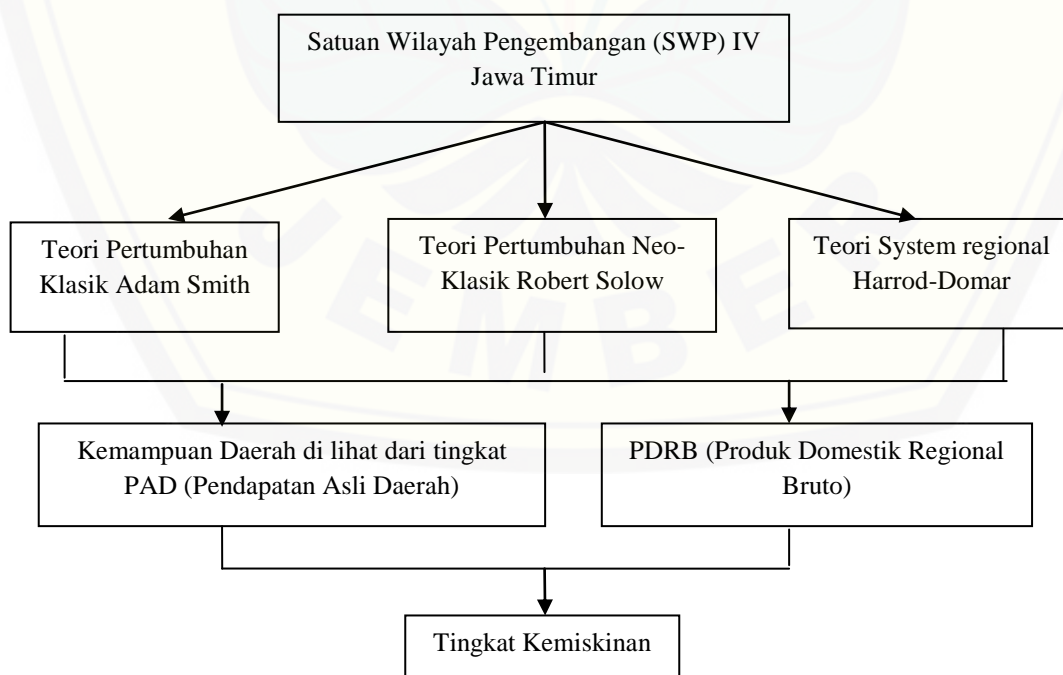 Satuan Wilayah Pengembangan (SWP) IV
Jawa Timur
Teori Pertumbuhan
Klasik Adam Smith
Teori Pertumbuhan Neo-
Klasik Robert Solow
Teori System regional
Harrod-Domar
JEMBER
Kemampuan Daerah di lihat dari tingkat
PAD (Pendapatan Asli Daerah)
PDRB (Produk Domestik Regional
Bruto)
Tingkat Kemiskinan